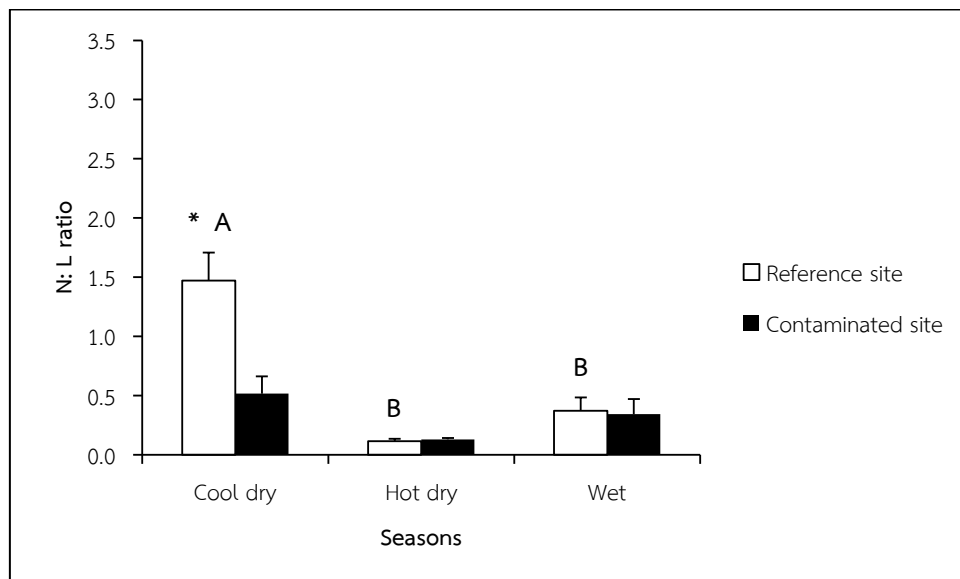 3.5
3.0
2.5
2.0
1.5
1.0
0.5
0.0
N: L ratio
* A
B
B
Cool dry
Hot dry
Wet
Seasons
Reference site
Contaminated site